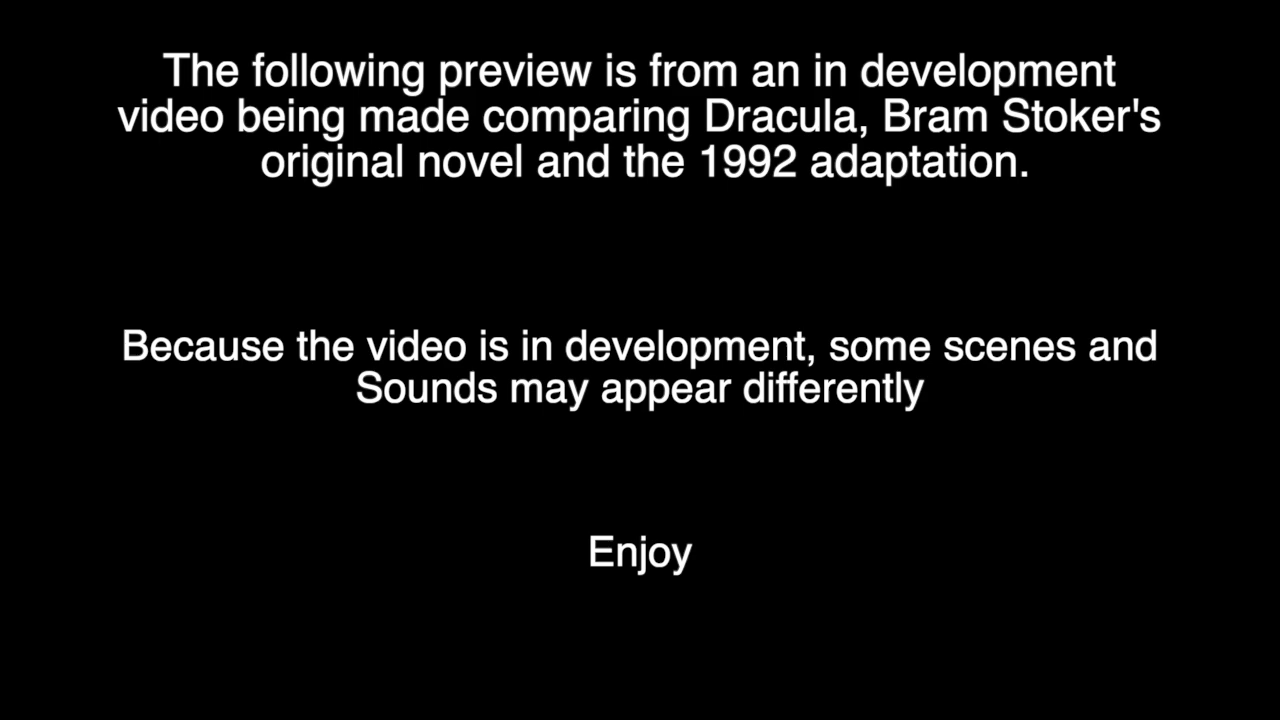 The following preview is from an in development
video being made comparing Dracula, Bram Stoker's
original novel and the 1992 adaptation.
Because the video is in development, some scenes and
Sounds may appear differently
Enjoy